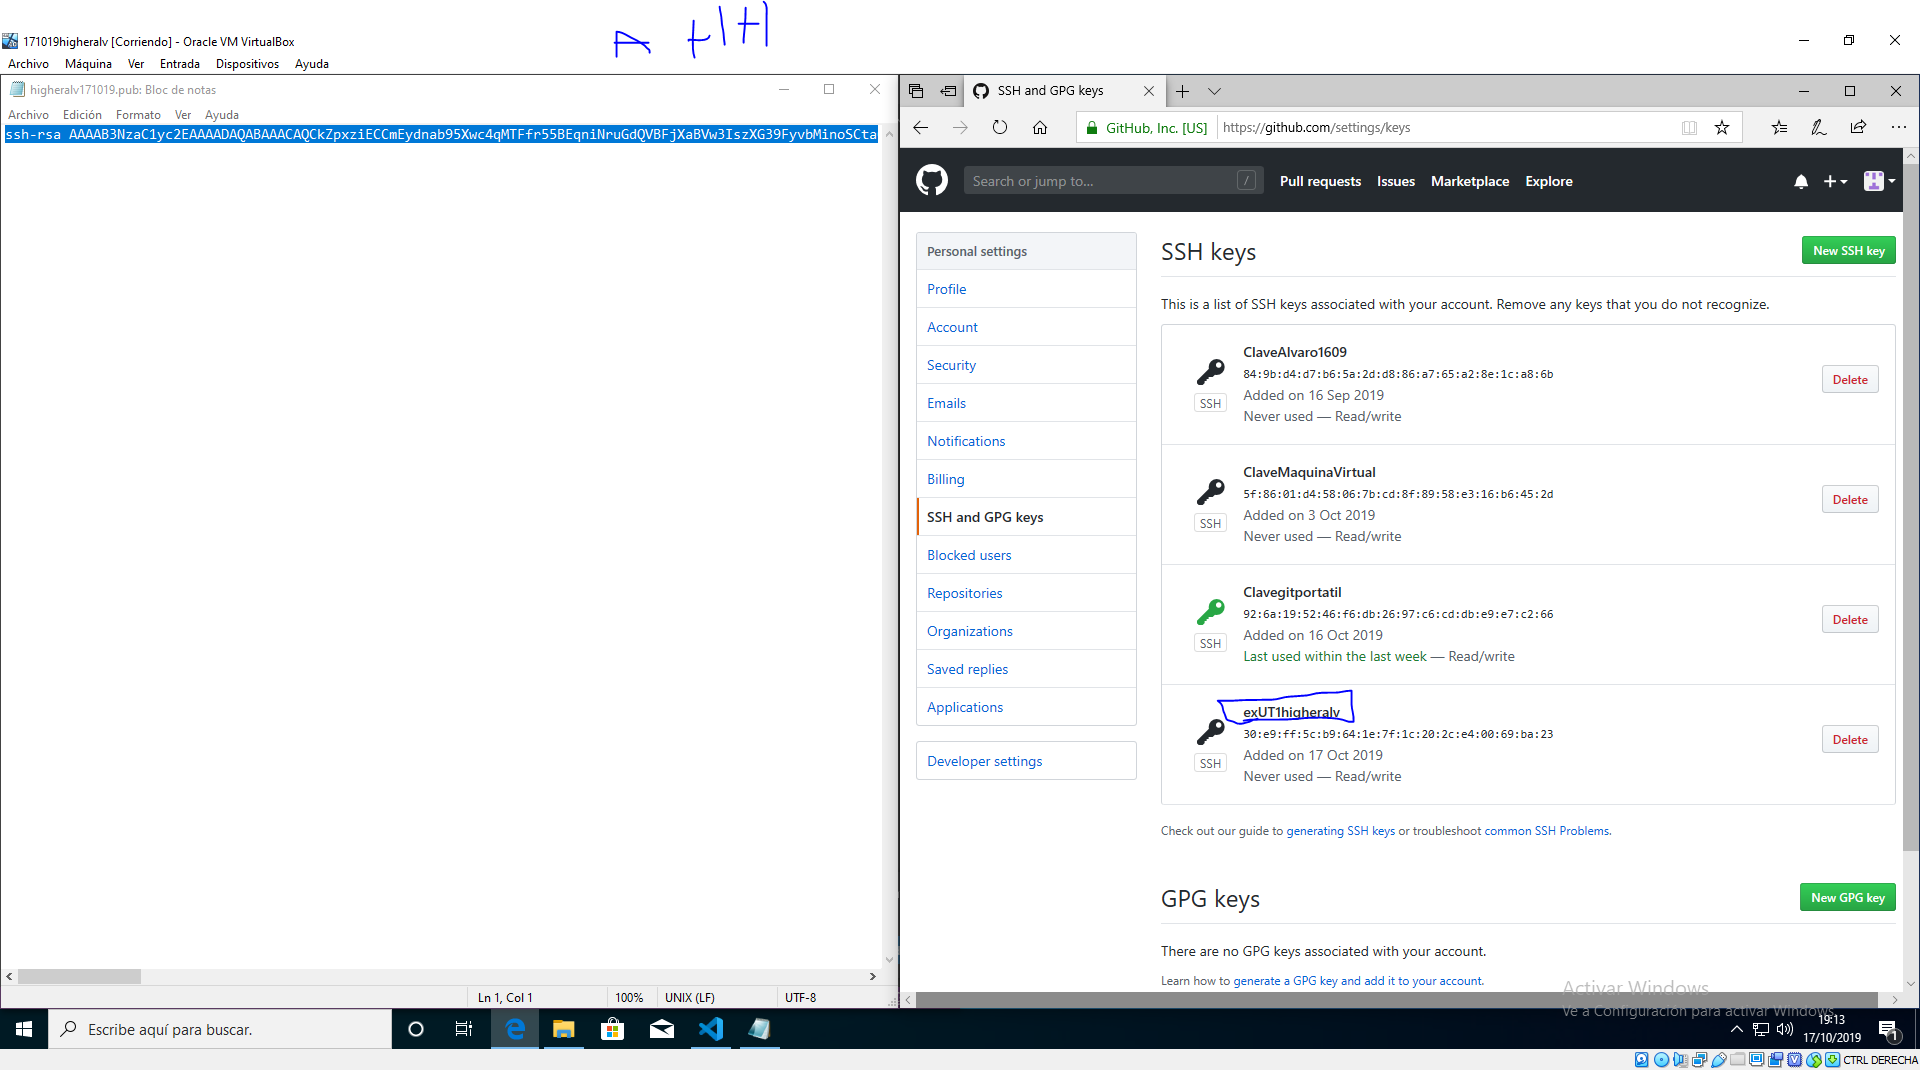 171019higheralv [Corriendo] - Oracle VM VirtualBox
Archivo Máquina Ver Entrada Dispositivos Ayuda
higheralv171019.pub: Bloc de notas
Archivo Edición Formato Ver Ayuda
ssh-rsa AAAAB3NzaC1yc2EAAAADAQABAAACAQCkZpxziECCmEydnab95Xwc4qMTFfr55BEqniNruGdQVBFjXaBVw3IszXG39FyvbMinoSCta
Ln 1, Col 1 100% UNIX (LF) UTF-8
SSH and GPG keys
GitHub, Inc. [US] https://github.com/settings/keys
Search or jump to... / Pull requests Issues Marketplace Explore
Personal settings
Profile
Account
Security
Emails
Notifications
Billing
SSH and GPG keys
Blocked users
Repositories
Organizations
Saved replies
Applications
Developer settings
SSH keys New SSH key
This is a list of SSH keys associated with your account. Remove any keys that you do not recognize.
ClaveAlvaro1609
84:9b:d4:d7:b6:5a:2d:d8:86:a7:65:a2:8e:1c:a8:6b
Added on 16 Sep 2019
Never used — Read/write
SSH
Delete
ClaveMaquinaVirtual
5f:86:01:d4:58:06:7b:cd:8f:89:58:e3:16:b6:45:2d
Added on 3 Oct 2019
Never used — Read/write
SSH
Delete
Clavegitportatil
92:6a:19:52:46:f6:db:26:97:c6:cd:db:e9:e7:c2:66
Added on 16 Oct 2019
Last used within the last week — Read/write
SSH
Delete
exUT1higheralv
30:e9:ff:5c:b9:64:1e:7f:1c:20:2c:e4:00:69:ba:23
Added on 17 Oct 2019
Never used — Read/write
SSH
Delete
Check out our guide to generating SSH keys or troubleshoot common SSH Problems.
GPG keys New GPG key
There are no GPG keys associated with your account.
Learn how to generate a GPG key and add it to your account.
Activar Windows
Ve a Configuración para activar Windows.
Escribe aquí para buscar.
19:13
17/10/2019
1
CTRL DERECHA